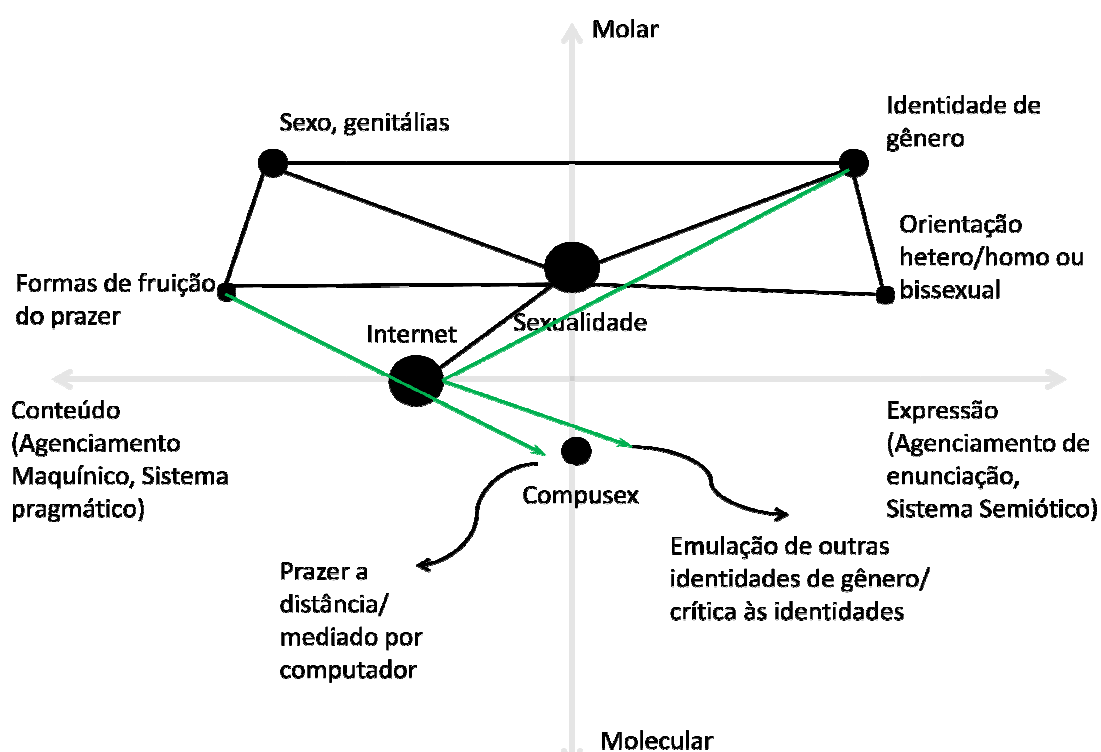 Molar
Sexo, genitálias
Identidade de
gênero
Orientação
hetero/homo ou
bissexual
Formas de fruição
do prazer
Internet
Sexualidade
Conteúdo
(Agenciamento
Maquínico, Sistema
pragmático)
Expressão
(Agenciamento de
enunciação,
Sistema Semiótico)
Compusex
Prazer a
distância/
mediado por
computador
Emulação de outras
identidades de gênero/
crítica às identidades
Molecular